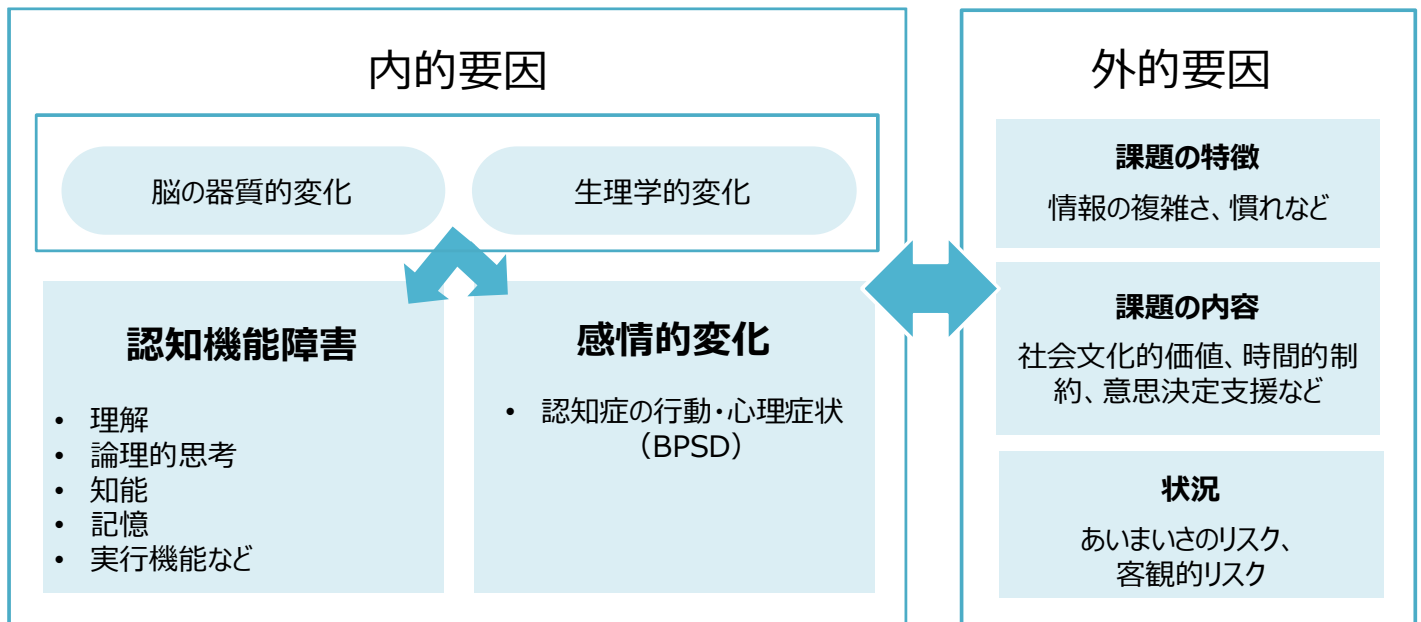 内的要因
脳の器質的変化
生理学的変化
認知機能障害
• 理解
• 論理的思考
• 知能
• 記憶
• 実行機能など
感情的変化
• 認知症の行動・心理症状
（BPSD）
外的要因
課題の特徴
情報の複雑さ、慣れなど
課題の内容
社会文化的価値、時間的制
約、意思決定支援など
状況
あいまいさのリスク、
客観的リスク